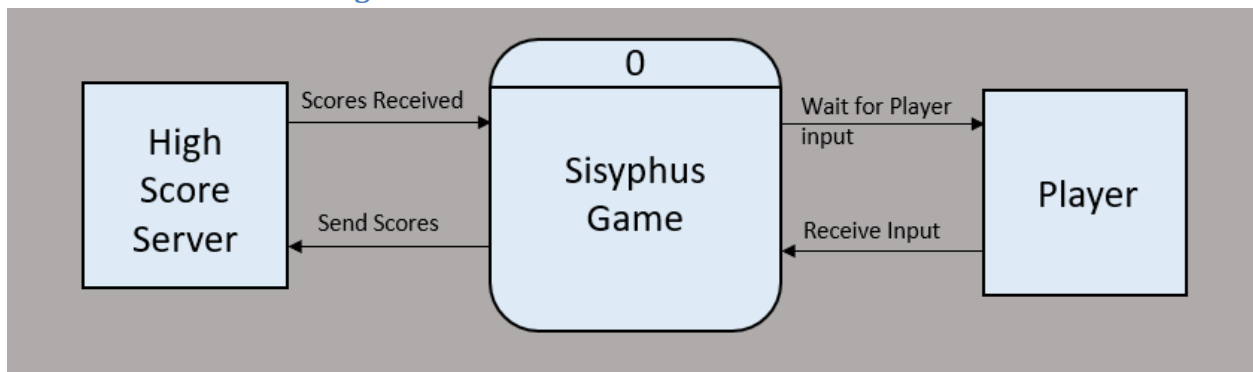 0
Scores Received
Wait for Player
input
High
Score
Server
Sisyphus
Game
Player
Send Scores
Receive Input